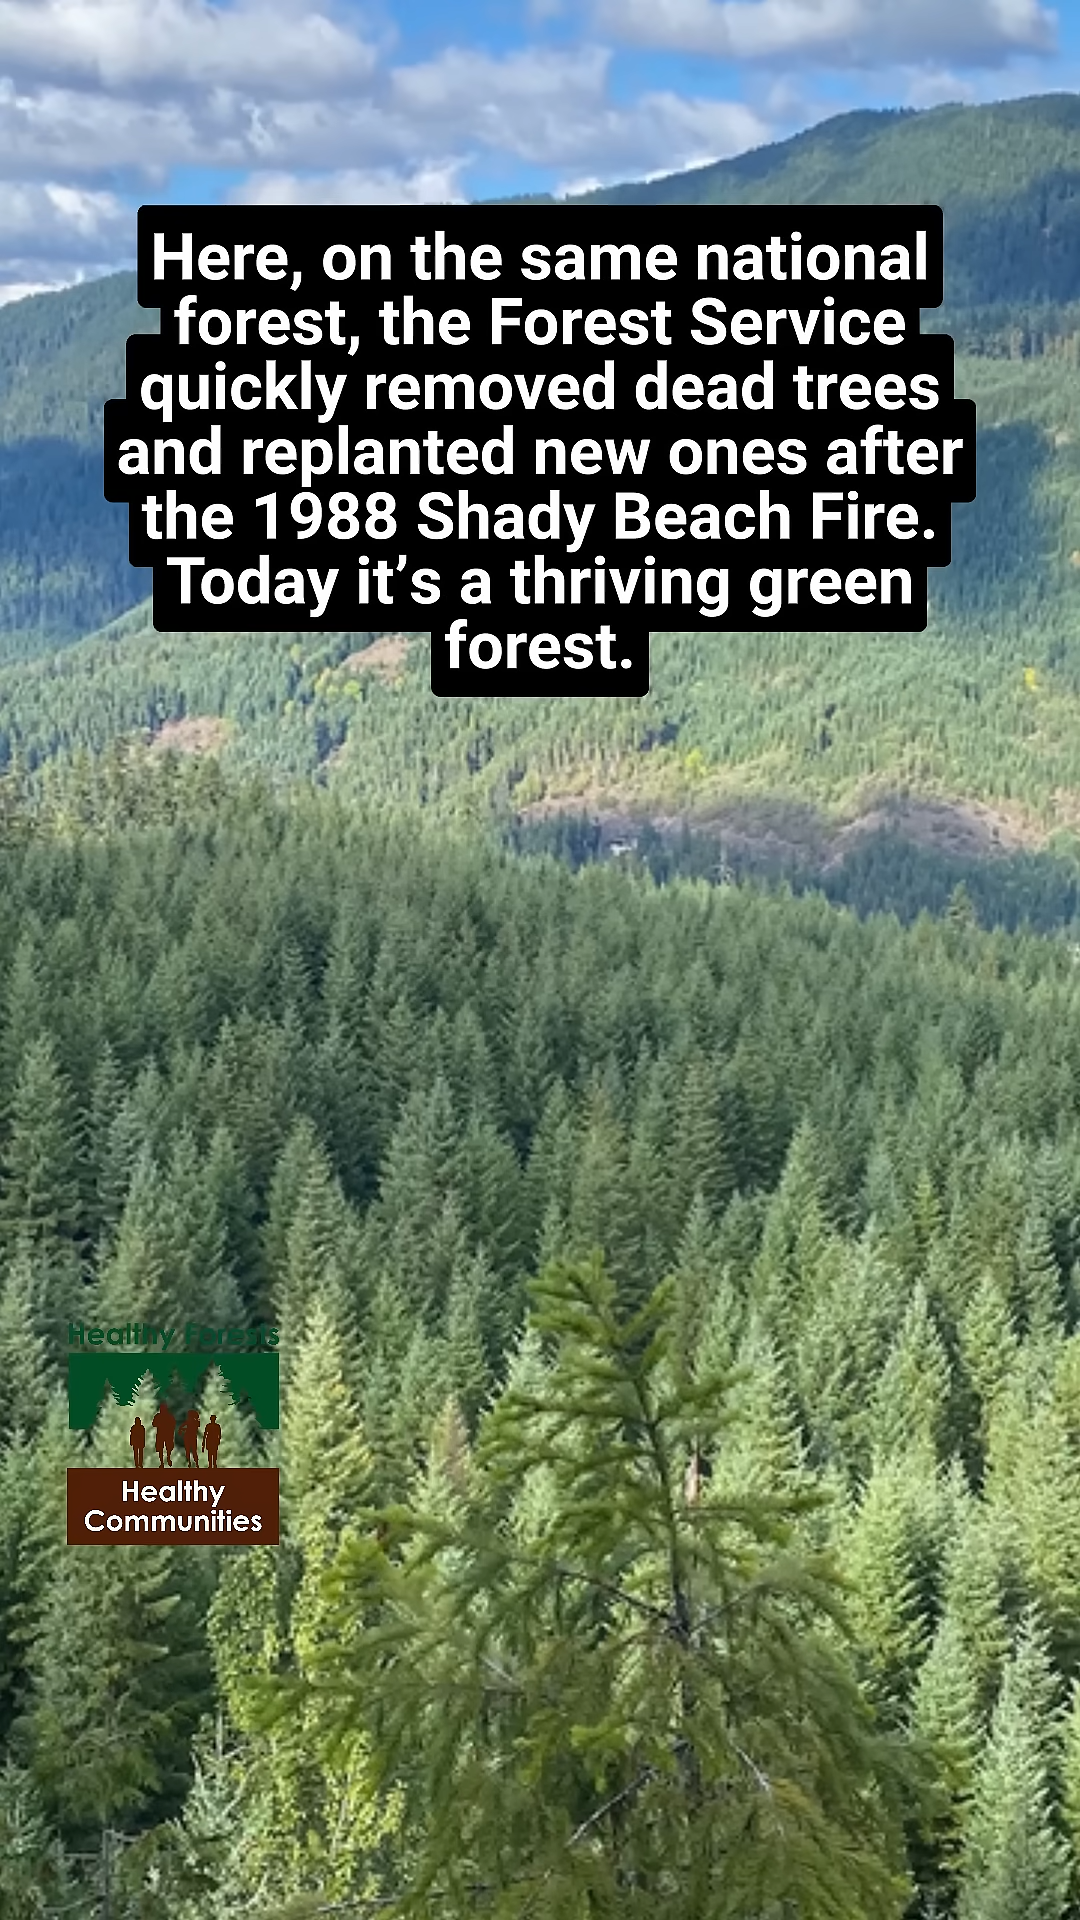 Here, on the same national
forest, the Forest Service
quickly removed dead trees
and replanted new ones after
the 1988 Shady Beach Fire.
Today it’s a thriving green
forest.
Healthy Forests
Healthy
Communities